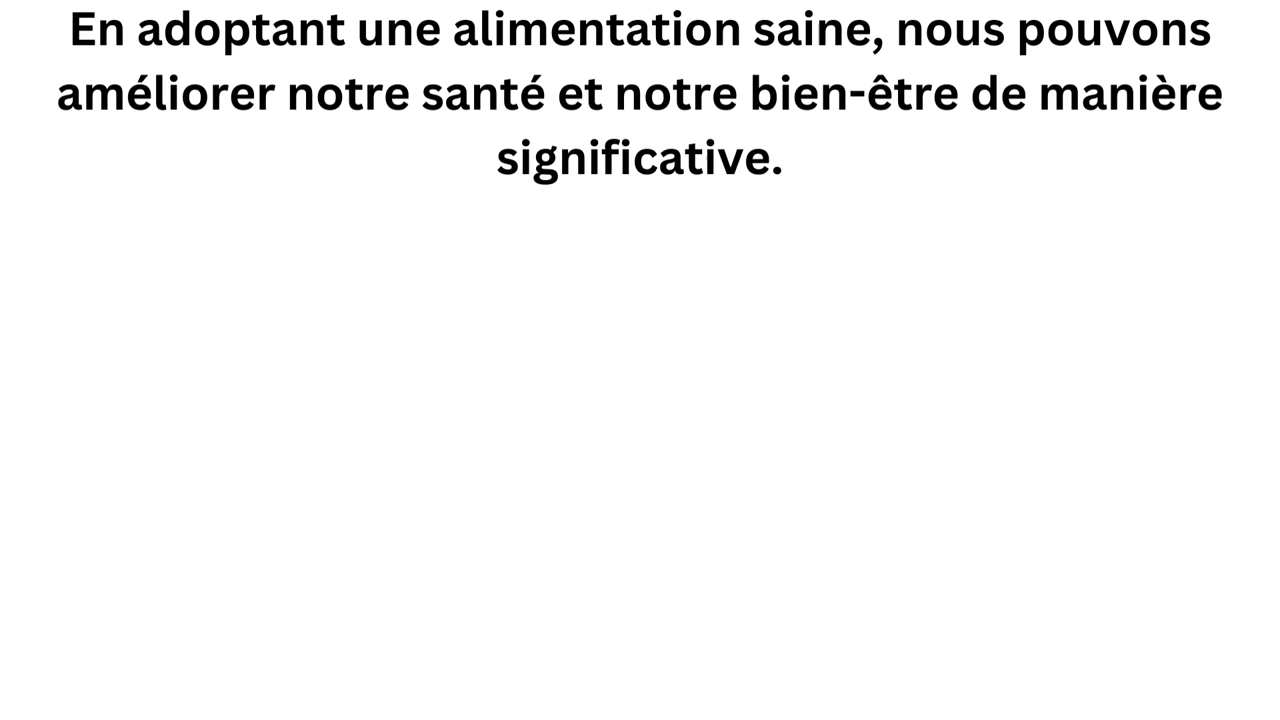 En adoptant une alimentation saine, nous pouvons
améliorer notre santé et notre bien-être de manière
significative.